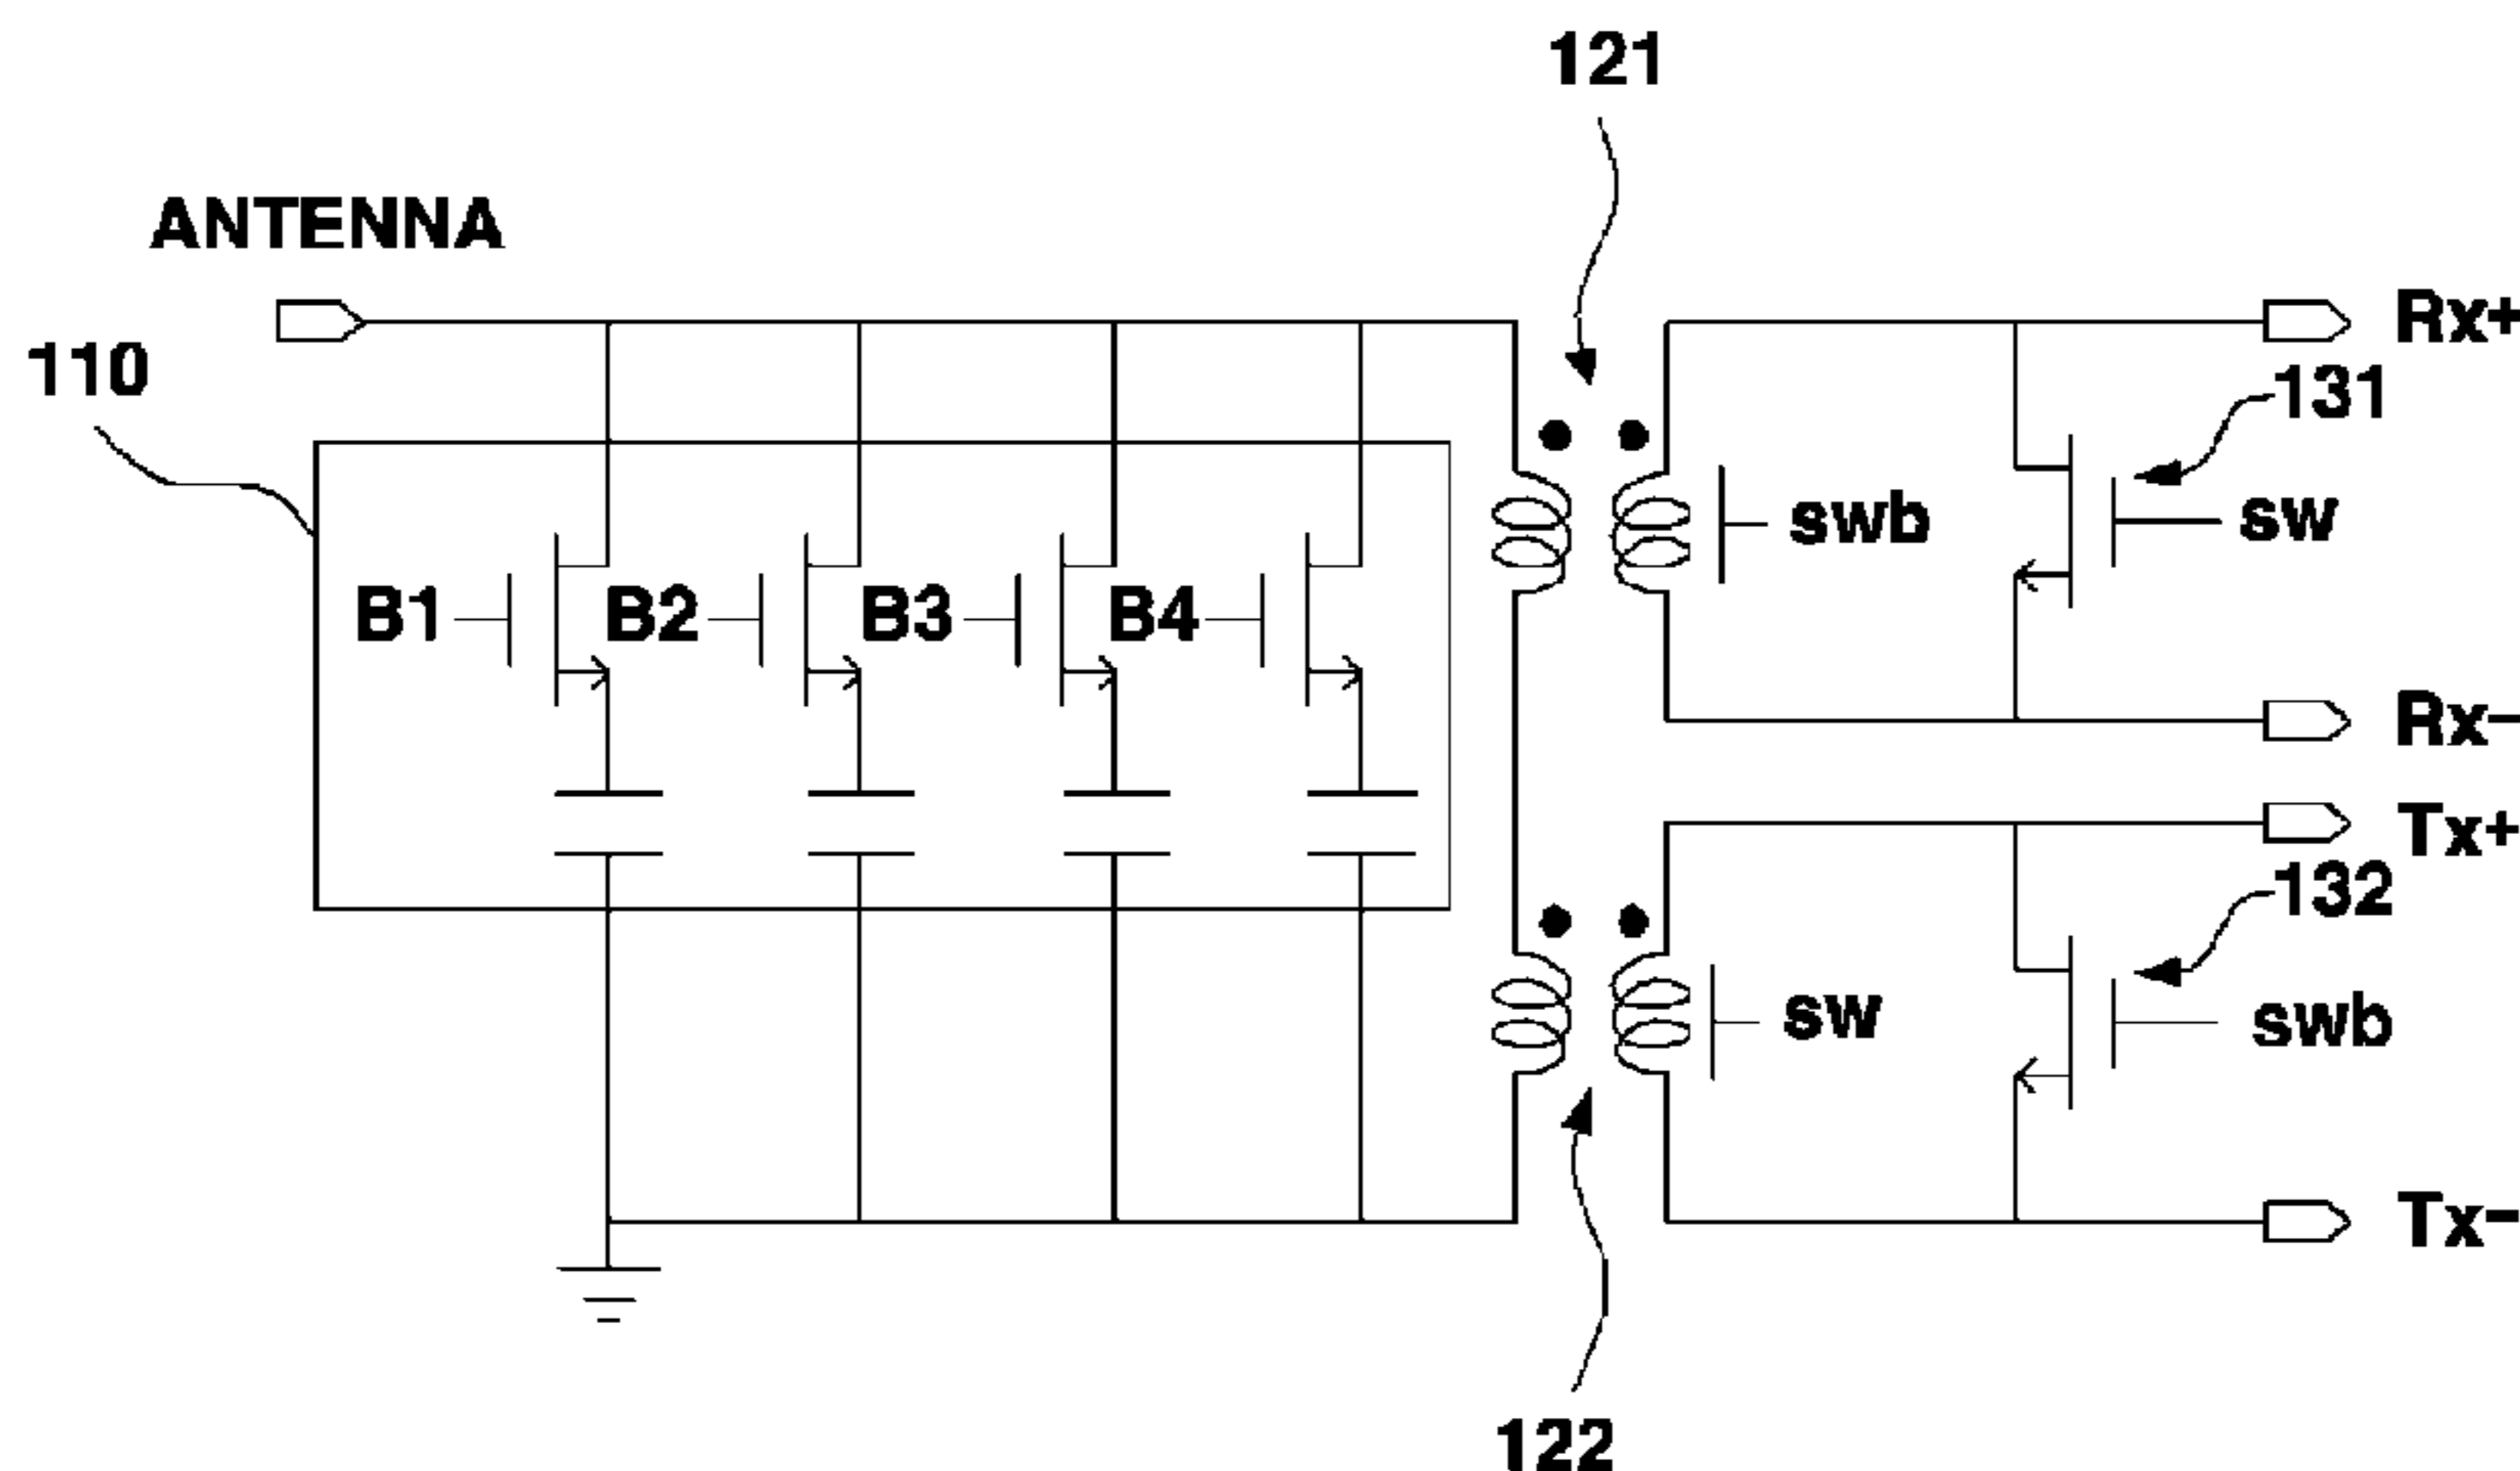 121
ANTENNA
Rx+
110
131
swb
sw
B1
B2
B3
B4
Rx-
Tx+
132
sw
swb
Tx-
122